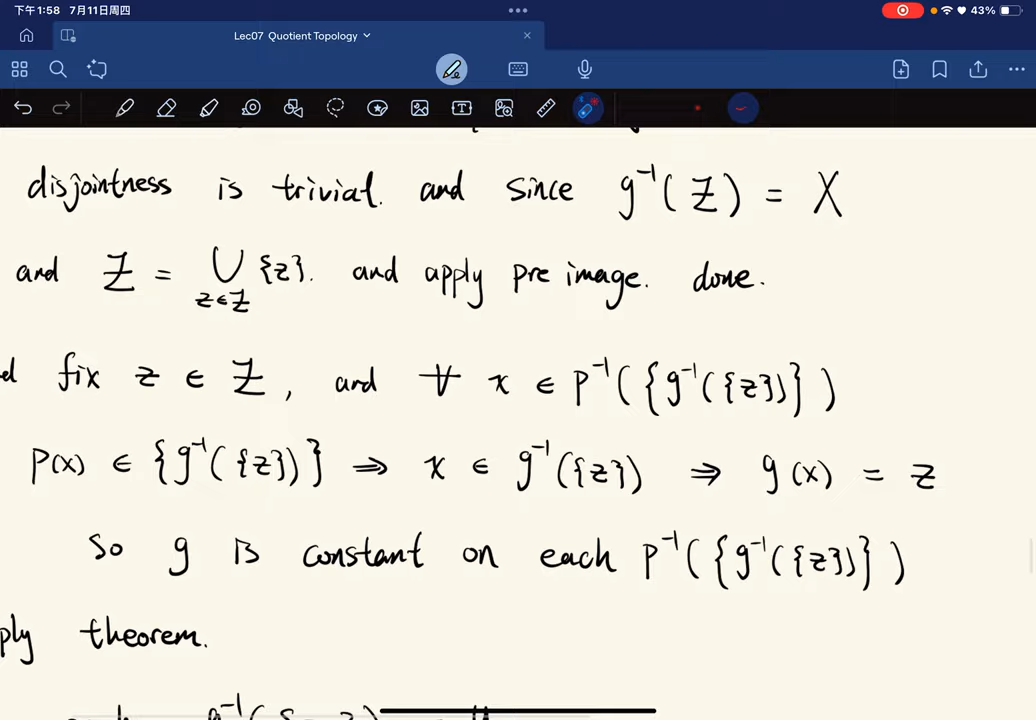 下午1:58 7月11日周四
43%
Lec07 Quotient Topology
disjointness is trivial. and since g⁻¹(Z) = X
and Z = ⋃ {z}. and apply pre image. done.
z∈Z
fix z ∈ Z, and ∀ x ∈ p⁻¹({g⁻¹({z})})
p(x) ∈ {g⁻¹({z})} ⇒ x ∈ g⁻¹({z}) ⇒ g(x) = z
So g is constant on each p⁻¹({g⁻¹({z})})
ply theorem.